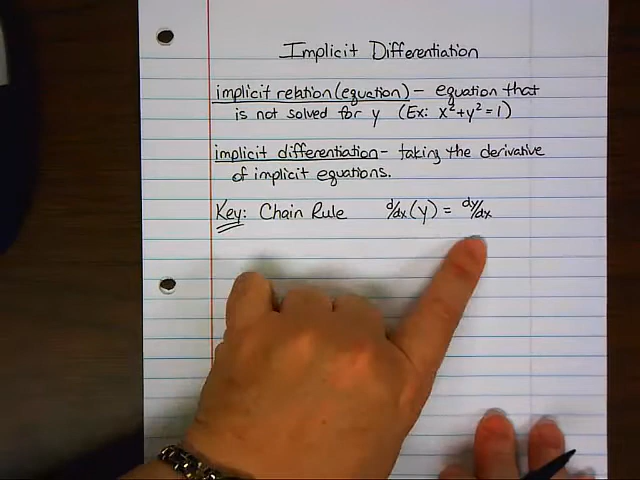 Implicit Differentiation
implicit relation (equation) - equation that
is not solved for y (Ex: x²+y²=1)
implicit differentiation - taking the derivative
of implicit equations.
Key: Chain Rule d/dx (y) = dy/dx